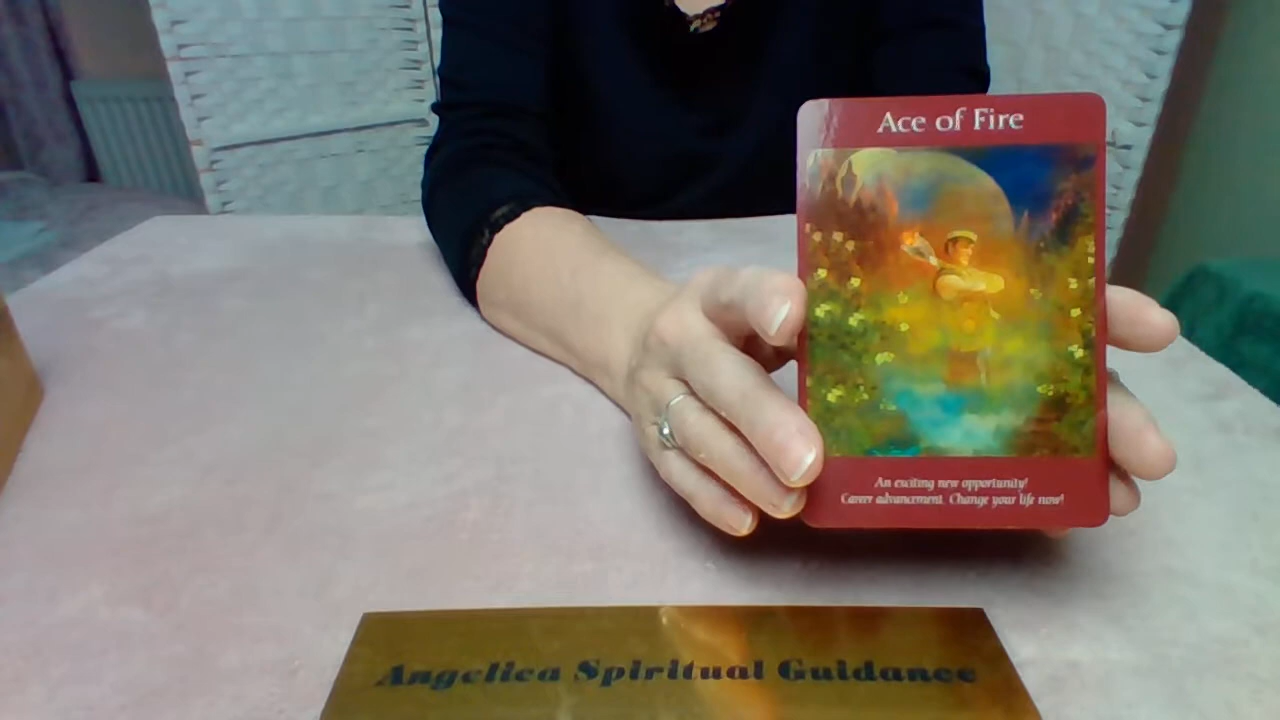 Ace of Fire
An exciting new opportunity!
Career advancement. Change your life now!
Angelica Spiritual Guidance